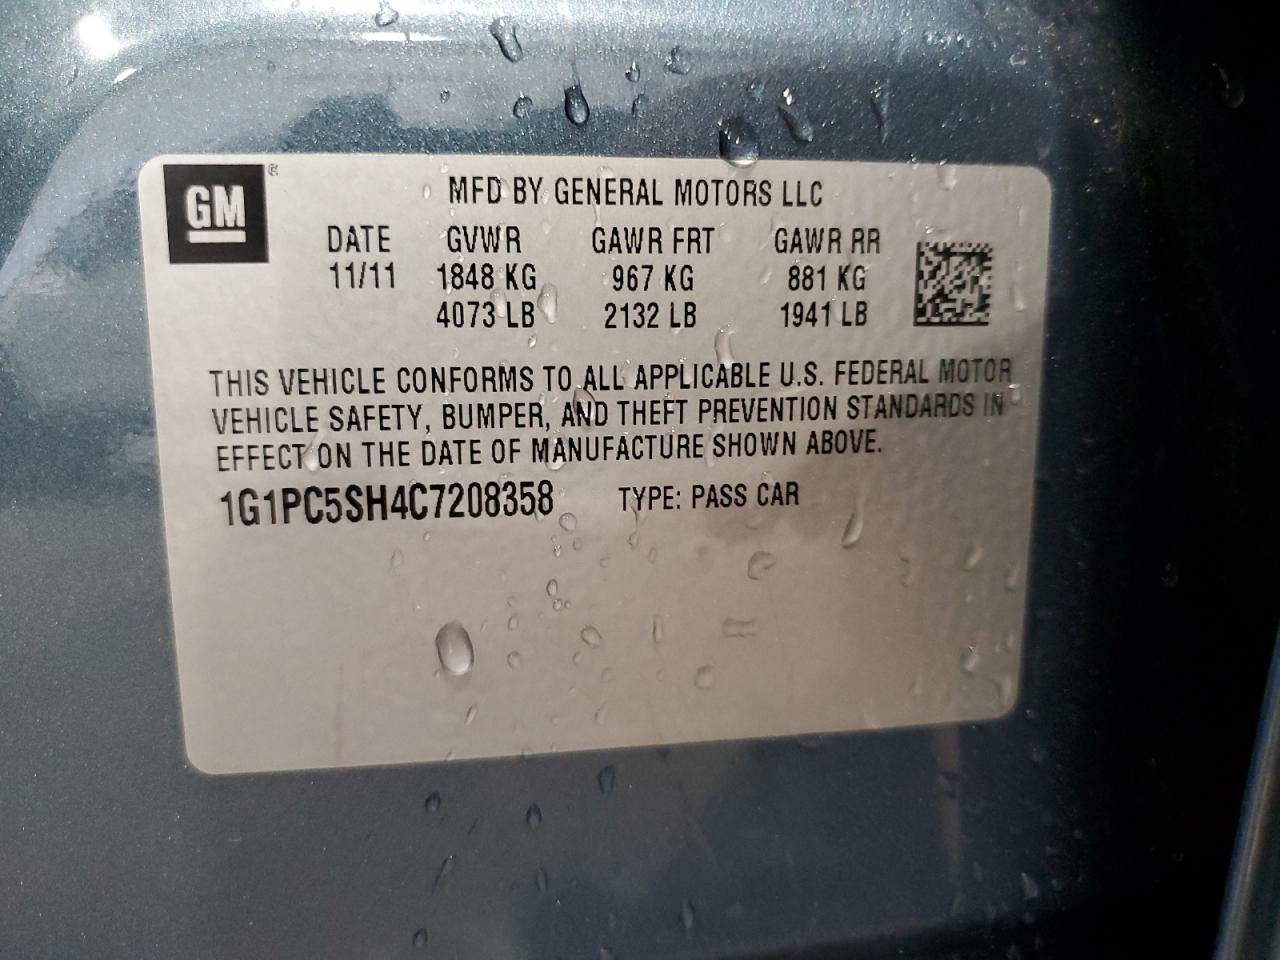 GM
MFD BY GENERAL MOTORS LLC
DATE GVWR GAWR FRT GAWR RR
11/11 1848 KG 967 KG 881 KG
4073 LB 2132 LB 1941 LB
THIS VEHICLE CONFORMS TO ALL APPLICABLE U.S. FEDERAL MOTOR
VEHICLE SAFETY, BUMPER, AND THEFT PREVENTION STANDARDS IN
EFFECT ON THE DATE OF MANUFACTURE SHOWN ABOVE.
1G1PC5SH4C7208358 TYPE: PASS CAR